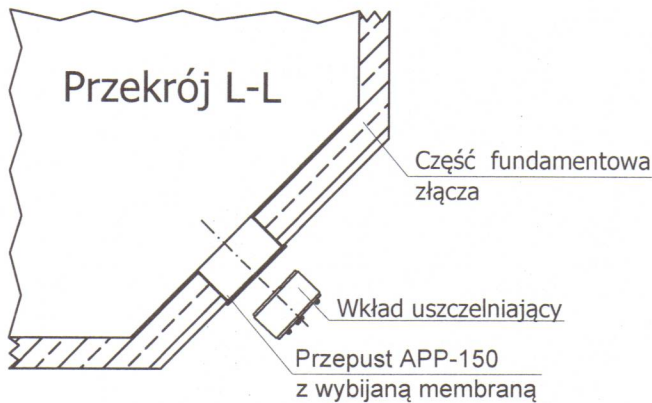 Przekrój L-L
Część fundamentowa
złącza
Wkład uszczelniający
Przepust APP-150
z wybijaną membraną